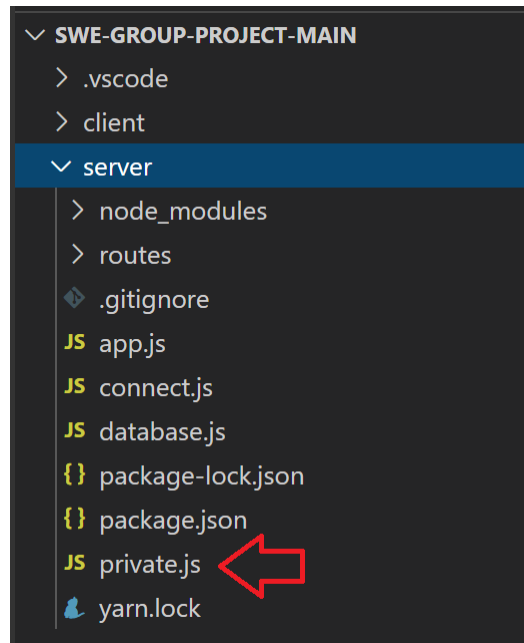 SWE-GROUP-PROJECT-MAIN
.vscode
client
server
node_modules
routes
.gitignore
JS app.js
JS connect.js
JS database.js
{} package-lock.json
{} package.json
JS private.js
yarn.lock